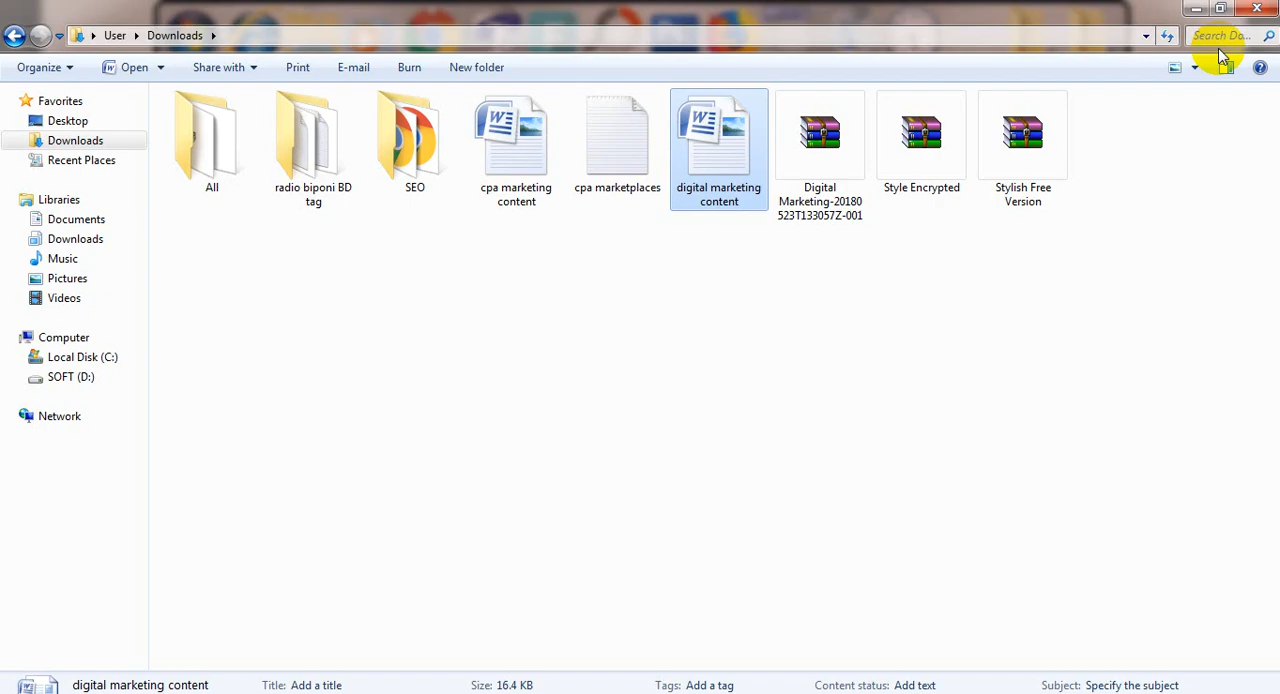 User Downloads
Search Do...
Organize Open Share with Print E-mail Burn New folder
Favorites
Desktop
Downloads
Recent Places
Libraries
Documents
Downloads
Music
Pictures
Videos
Computer
Local Disk (C:)
SOFT (D:)
Network
All
radio biponi BD
tag
SEO
cpa marketing
content
cpa marketplaces
digital marketing
content
Digital
Marketing-20180
523T133057Z-001
Style Encrypted
Stylish Free
Version
digital marketing content Title: Add a title Size: 16.4 KB Tags: Add a tag Content status: Add text Subject: Specify the subject